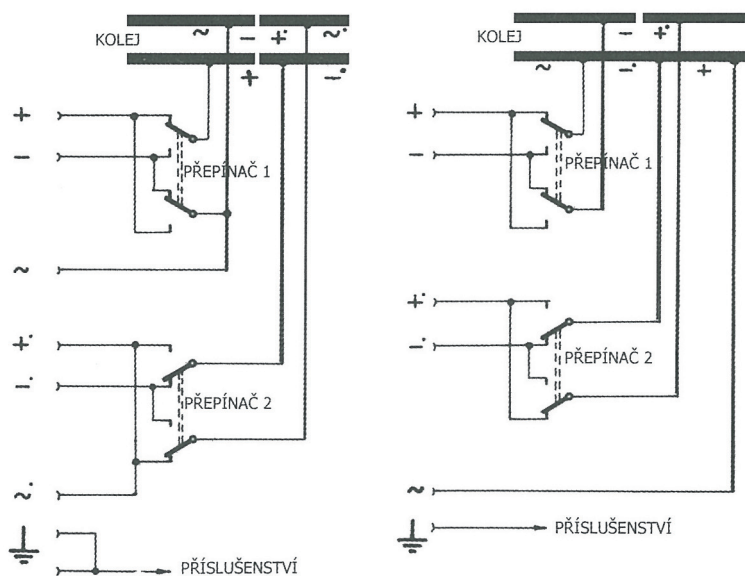 KOLEJ
~ - +. ~.
+ -.
+
-
PŘEPÍNAČ 1
~
+.
-.
PŘEPÍNAČ 2
~.
PŘÍSLUŠENSTVÍ
KOLEJ
- +.
~ -. +
+
-
PŘEPÍNAČ 1
+.
-.
PŘEPÍNAČ 2
~
PŘÍSLUŠENSTVÍ